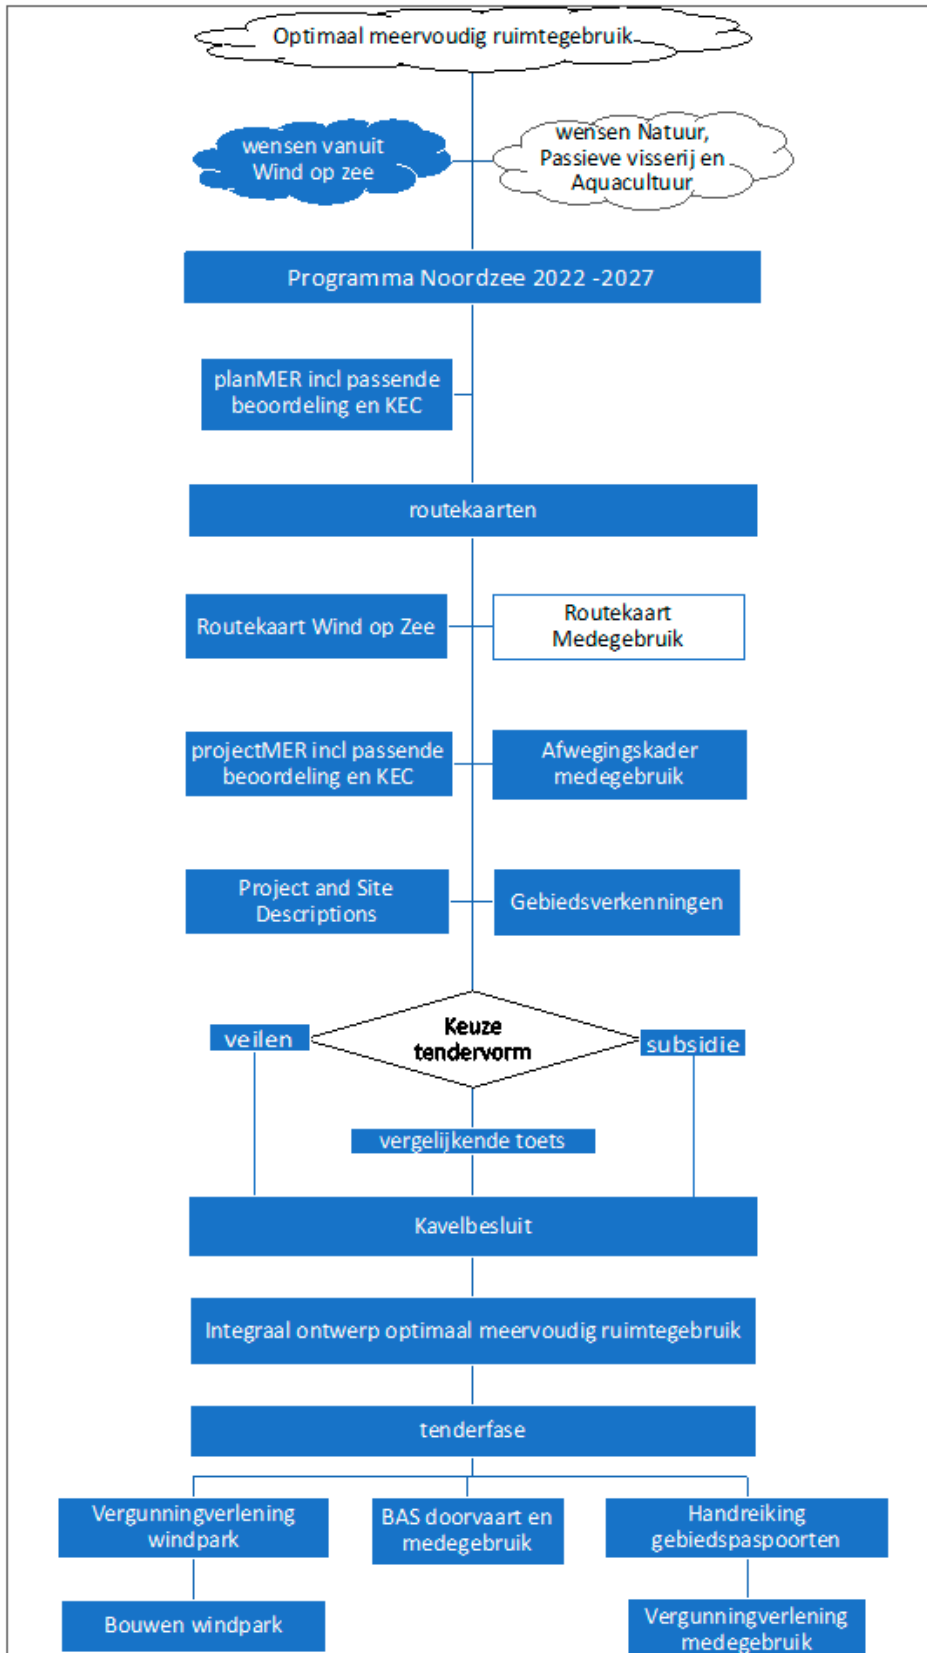 Optimaal meervoudig ruimtegebruik
wensen vanuit
Wind op zee
wensen Natuur,
Passieve visserij en
Aquacultuur
Programma Noordzee 2022 -2027
planMER incl passende
beoordeling en KEC
routekaarten
Routekaart Wind op Zee
Routekaart
Medegebruik
projectMER incl passende
beoordeling en KEC
Afwegingskader
medegebruik
Project and Site
Descriptions
Gebiedsverkenningen
Keuze
tendervorm
veilen
subsidie
vergelijkende toets
Kavelbesluit
Integraal ontwerp optimaal meervoudig ruimtegebruik
tenderfase
Vergunningverlening
windpark
BAS doorvaart en
medegebruik
Handreiking
gebiedspaspoorten
Bouwen windpark
Vergunningverlening
medegebruik